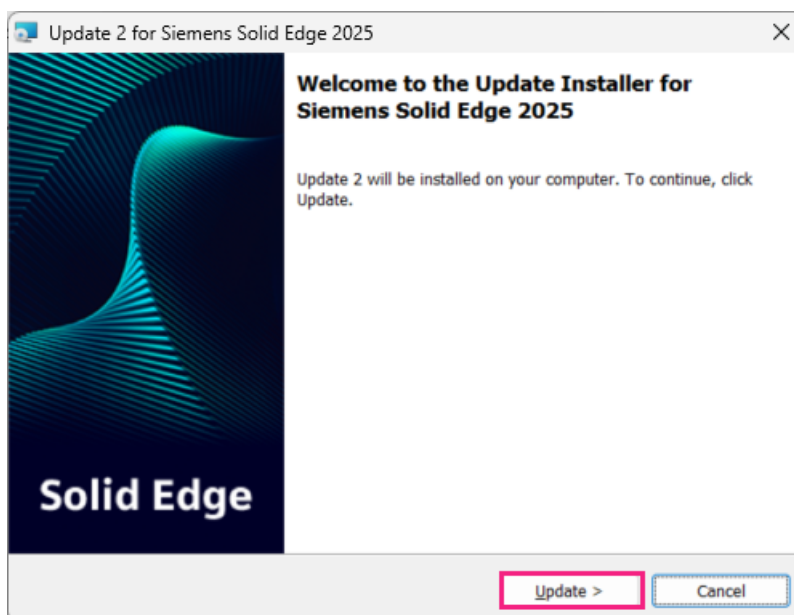 Update 2 for Siemens Solid Edge 2025
Welcome to the Update Installer for
Siemens Solid Edge 2025
Update 2 will be installed on your computer. To continue, click
Update.
Solid Edge
Update >
Cancel